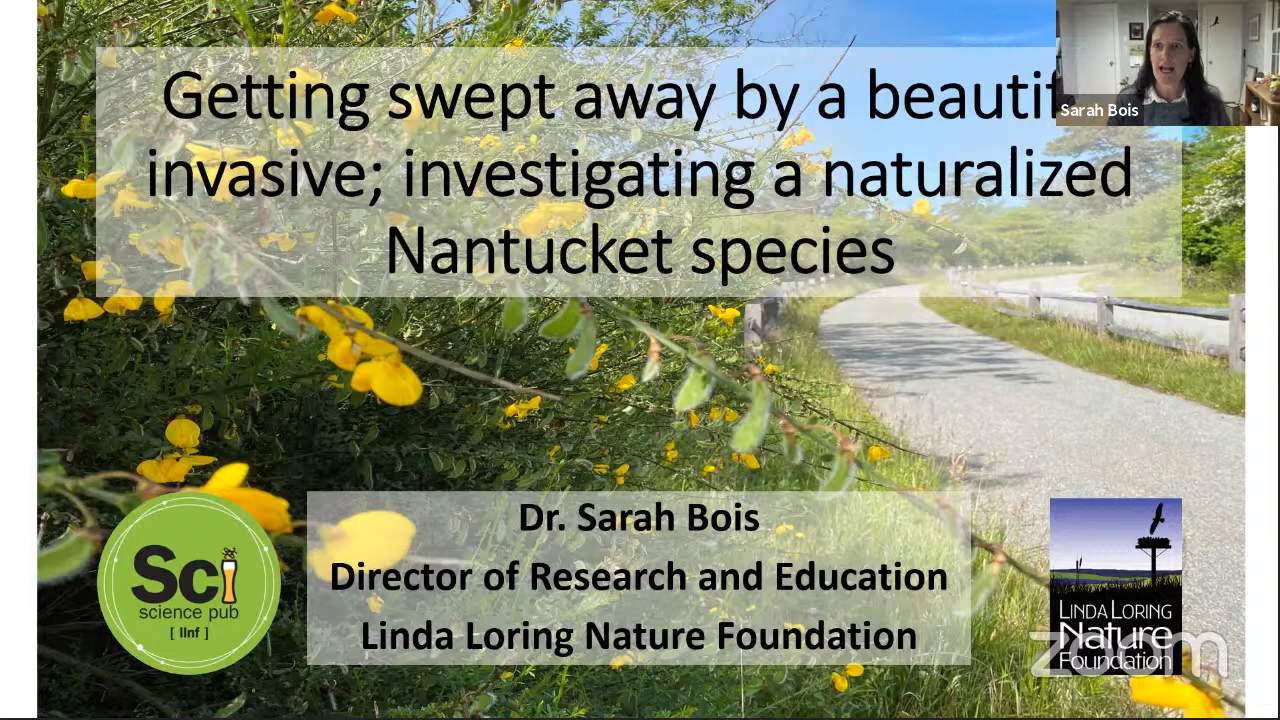 Getting swept away by a beautif
invasive; investigating a naturalized
Nantucket species
Sarah Bois
Dr. Sarah Bois
Director of Research and Education
Linda Loring Nature Foundation
Sci
science pub
[ llnf ]
LINDA LORING
Nature
Foundation
zoom